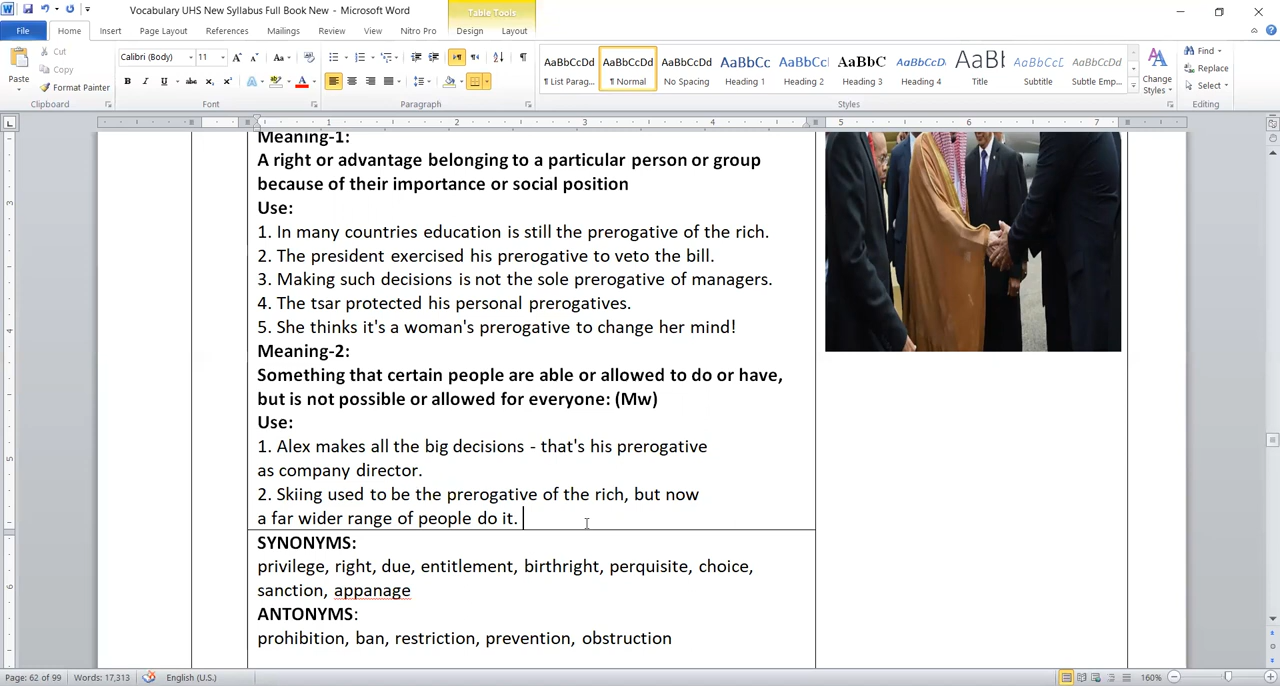 Vocabulary UHS New Syllabus Full Book New - Microsoft Word
Table Tools
File Home Insert Page Layout References Mailings Review View Nitro Pro Design Layout
Cut
Copy
Format Painter
Paste
Clipboard
Calibri (Body) 11
Font
Paragraph
AaBbCcDd ¶ List Parag...
AaBbCcDd ¶ Normal
AaBbCcDd No Spacing
AaBbCc Heading 1
AaBbCc Heading 2
AaBbC Heading 3
AaBbCcD Heading 4
AaB Title
AaBbCcL Subtitle
AaBbCcDd Subtle Emp...
Change Styles
Styles
Find
Replace
Select
Editing
1 2 3 4 5 6 7
Meaning-1:
A right or advantage belonging to a particular person or group
because of their importance or social position
Use:
1. In many countries education is still the prerogative of the rich.
2. The president exercised his prerogative to veto the bill.
3. Making such decisions is not the sole prerogative of managers.
4. The tsar protected his personal prerogatives.
5. She thinks it's a woman's prerogative to change her mind!
Meaning-2:
Something that certain people are able or allowed to do or have,
but is not possible or allowed for everyone: (Mw)
Use:
1. Alex makes all the big decisions - that's his prerogative
as company director.
2. Skiing used to be the prerogative of the rich, but now
a far wider range of people do it.
SYNONYMS:
privilege, right, due, entitlement, birthright, perquisite, choice,
sanction, appanage
ANTONYMS:
prohibition, ban, restriction, prevention, obstruction
Page: 62 of 99 Words: 17,313 English (U.S.) 160%